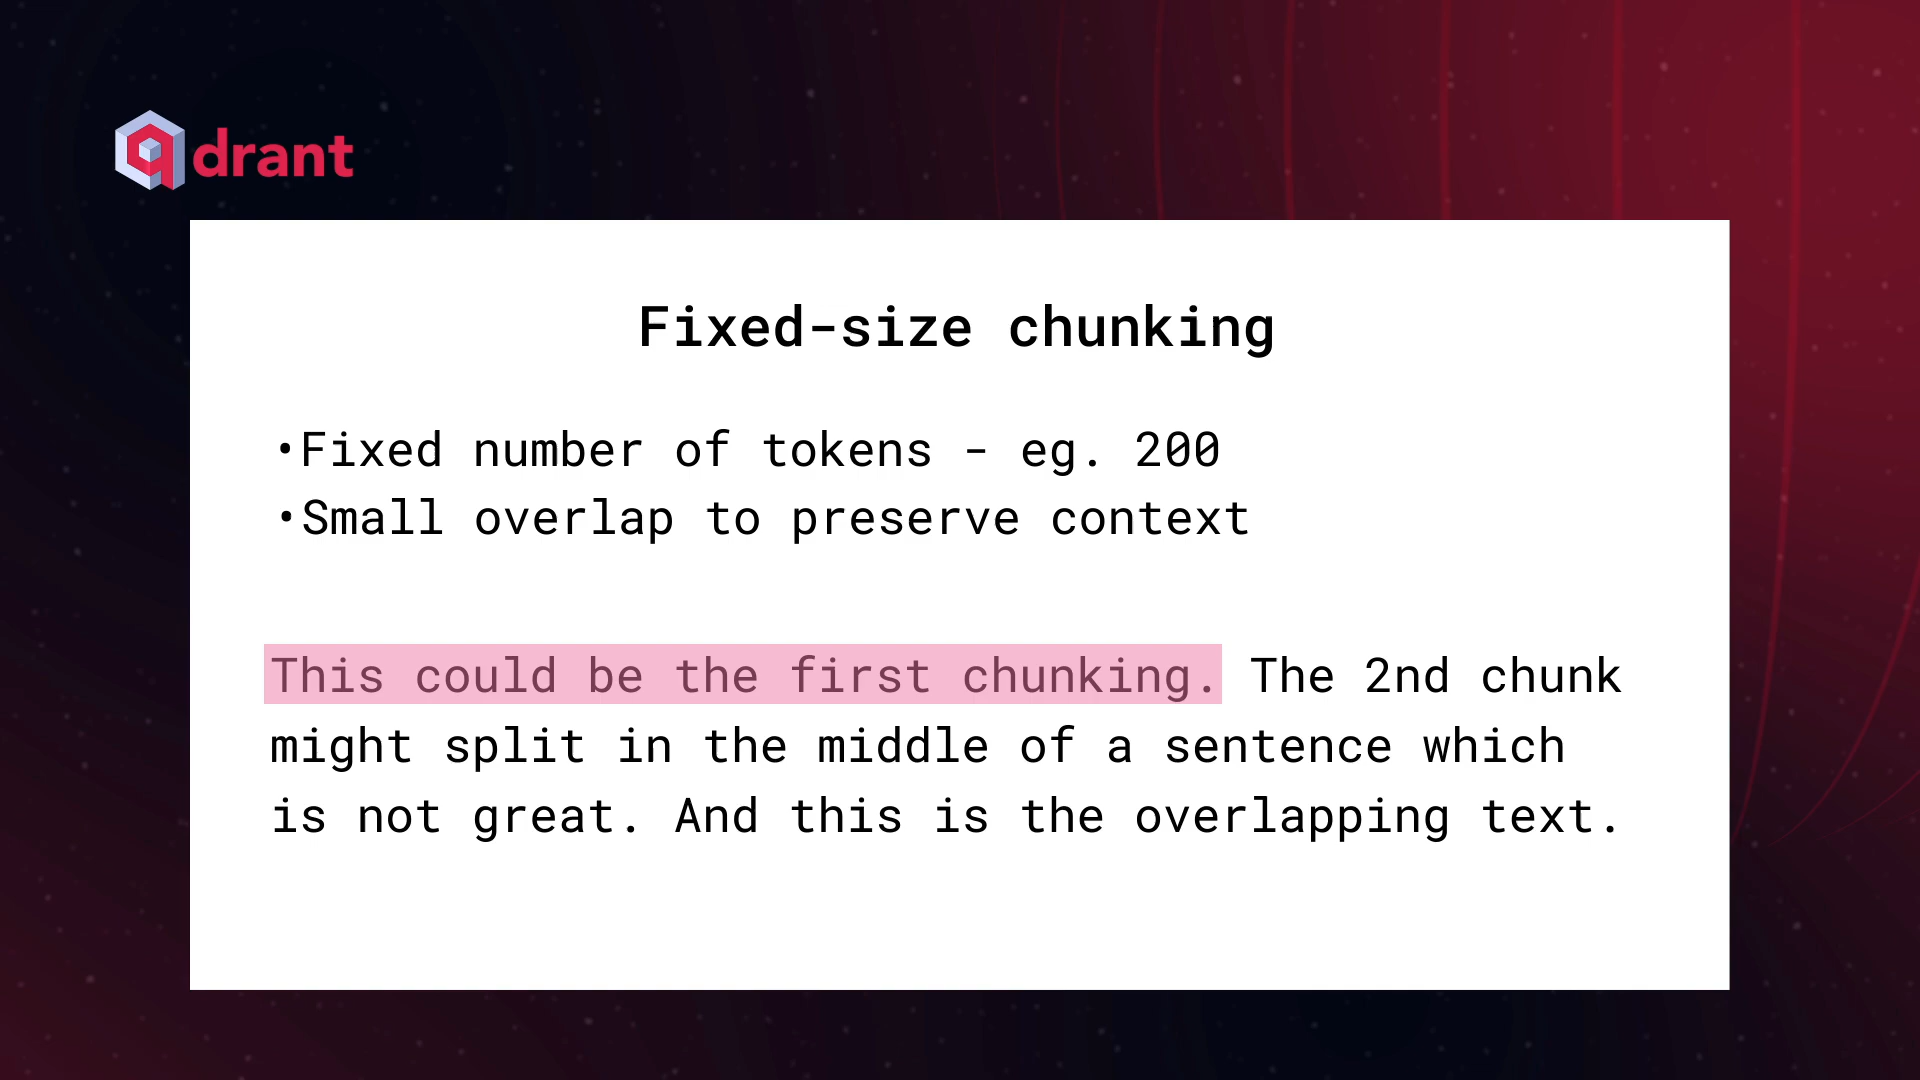 qdrant
Fixed-size chunking
•Fixed number of tokens - eg. 200
•Small overlap to preserve context
This could be the first chunking. The 2nd chunk
might split in the middle of a sentence which
is not great. And this is the overlapping text.